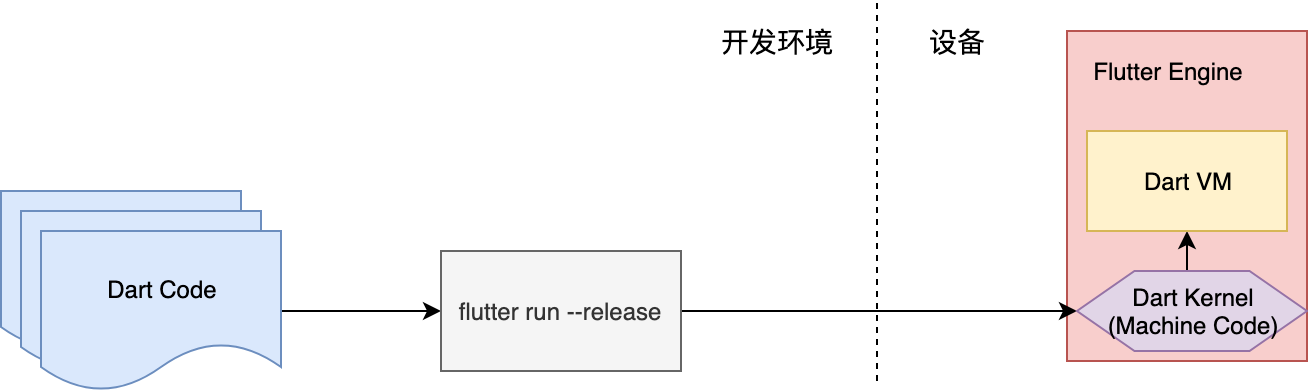 开发环境
设备
Flutter Engine
Dart VM
Dart Code
flutter run --release
Dart Kernel
(Machine Code)